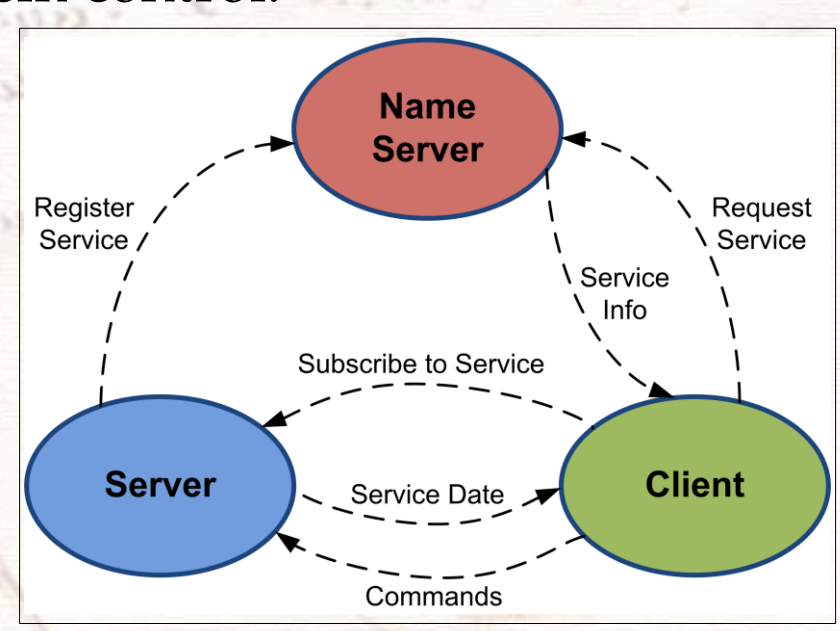 Name
Server
Register
Service
Request
Service
Service
Info
Subscribe to Service
Server
Service Date
Client
Commands